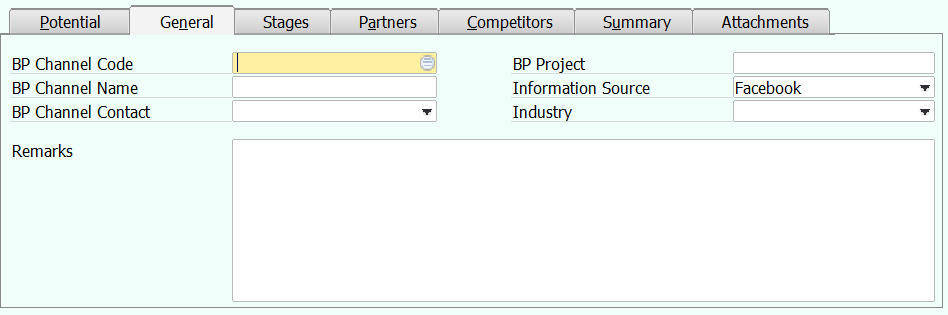 Potential General Stages Partners Competitors Summary Attachments
BP Channel Code BP Project
BP Channel Name Information Source Facebook
BP Channel Contact Industry
Remarks